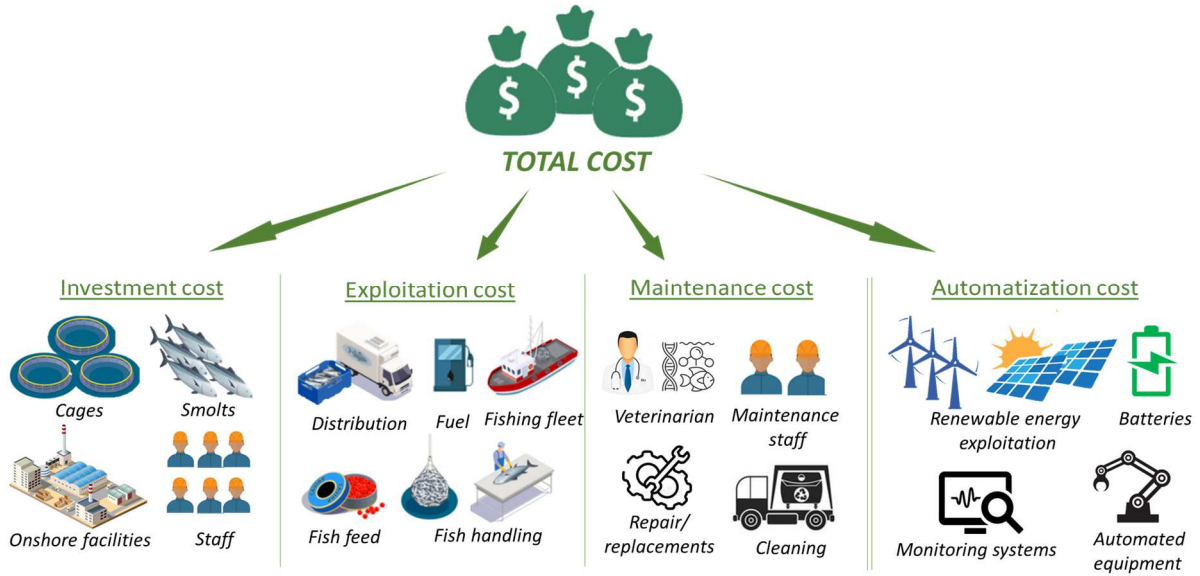 $ $ $
TOTAL COST
Investment cost
Cages
Smolts
Onshore facilities
Staff
Exploitation cost
Distribution
Fuel
Fishing fleet
Fish feed
Fish handling
Maintenance cost
Veterinarian
Maintenance
staff
Repair/
replacements
Cleaning
Automatization cost
Renewable energy
exploitation
Batteries
Monitoring systems
Automated
equipment